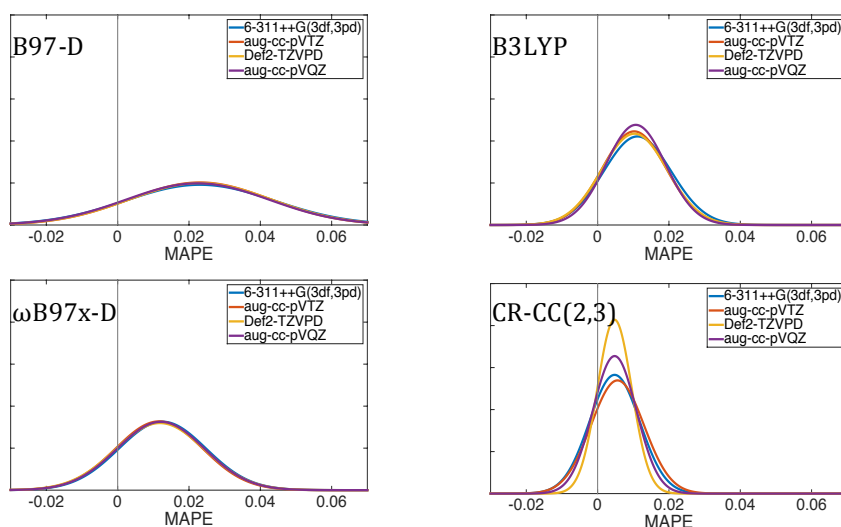 B97-D
6-311++G(3df,3pd)
aug-cc-pVTZ
Def2-TZVPD
aug-cc-pVQZ
-0.02 0 0.02 0.04 0.06
MAPE
B3LYP
6-311++G(3df,3pd)
aug-cc-pVTZ
Def2-TZVPD
aug-cc-pVQZ
-0.02 0 0.02 0.04 0.06
MAPE
ωB97x-D
6-311++G(3df,3pd)
aug-cc-pVTZ
Def2-TZVPD
aug-cc-pVQZ
-0.02 0 0.02 0.04 0.06
MAPE
CR-CC(2,3)
6-311++G(3df,3pd)
aug-cc-pVTZ
Def2-TZVPD
aug-cc-pVQZ
-0.02 0 0.02 0.04 0.06
MAPE